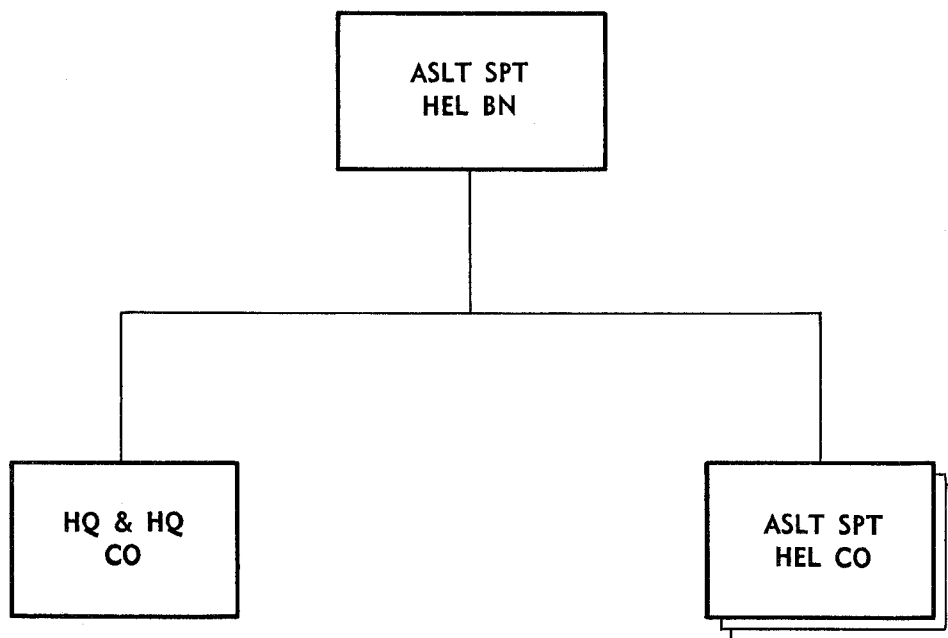 ASLT SPT
HEL BN
HQ & HQ
CO
ASLT SPT
HEL CO